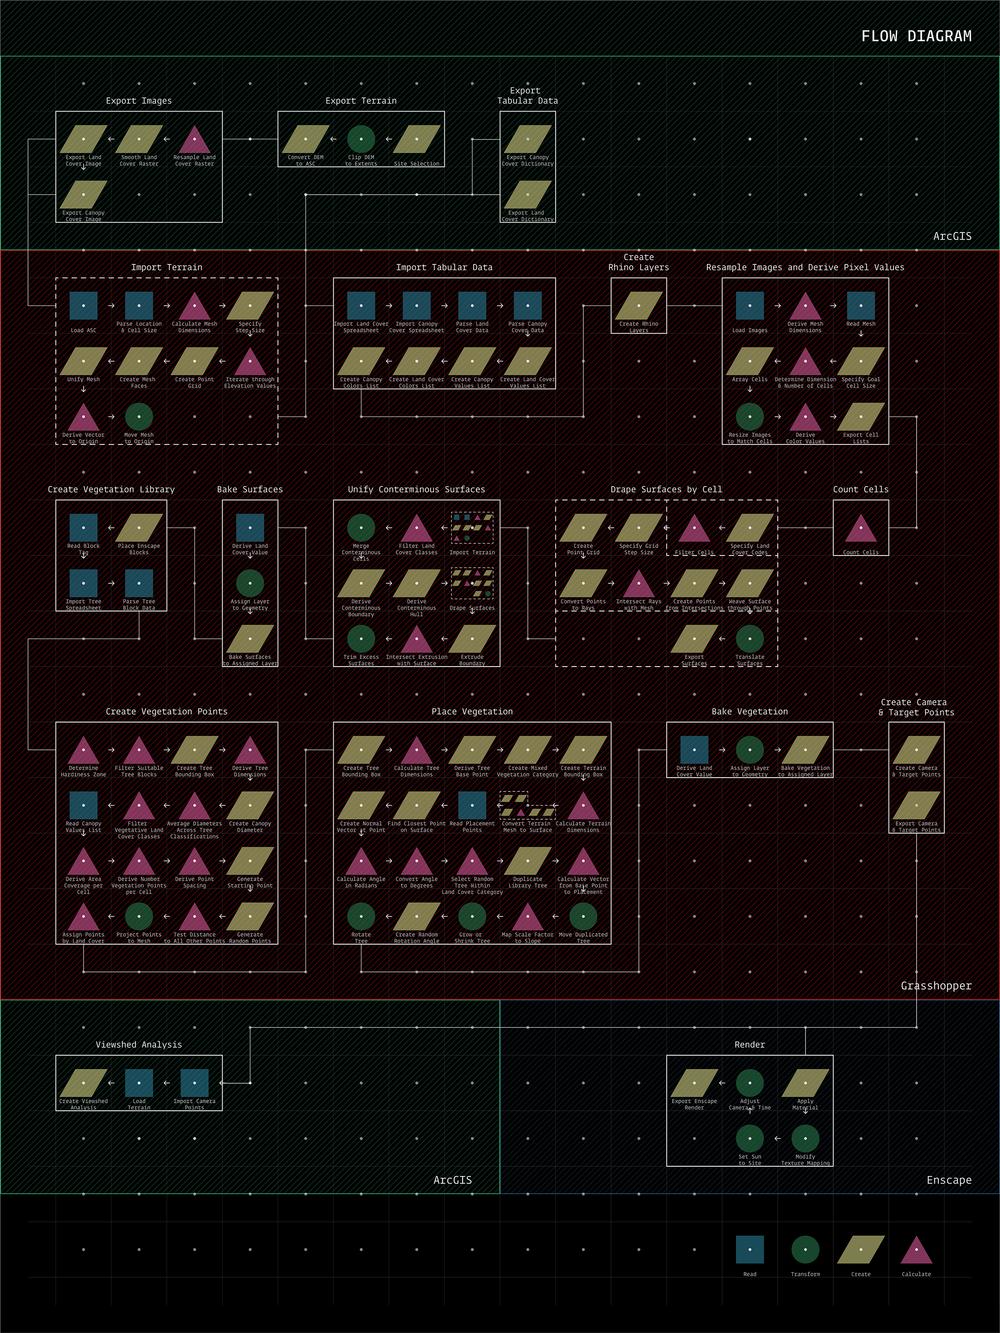 FLOW DIAGRAM
Export Images
Export Terrain
Export
Tabular Data
Export Land
Cover Image
Smooth Land
Cover Raster
Resample Land
Cover Raster
Convert DEM
to ASC
Clip DEM
to Extents
Site Selection
Export Canopy
Cover Dictionary
Export Canopy
Cover Image
Export Land
Cover Dictionary
ArcGIS
Import Terrain
Import Tabular Data
Create
Rhino Layers
Resample Images and Derive Pixel Values
Load ASC
Parse Location
& Cell Size
Calculate Mesh
Dimensions
Specify
Step Size
Import Land Cover
Spreadsheet
Import Canopy
Cover Spreadsheet
Parse Land
Cover Data
Parse Canopy
Cover Data
Create Rhino
Layers
Load Images
Derive Mesh
Dimensions
Read Mesh
Unify Mesh
Create Mesh
Faces
Create Point
Grid
Iterate through
Elevation Values
Create Canopy
Colors List
Create Land Cover
Colors List
Create Canopy
Values List
Create Land Cover
Values List
Array Cells
Determine Dimension
& Number of Cells
Specify Goal
Cell Size
Derive Vector
to Origin
Move Mesh
to Origin
Resize Images
to Match Cells
Derive
Color Values
Export Cell
Lists
Create Vegetation Library
Bake Surfaces
Unify Conterminous Surfaces
Drape Surfaces by Cell
Count Cells
Read Block
Tag
Place Enscape
Blocks
Derive Land
Cover Value
Merge
Conterminous
Cells
Filter Land
Cover Classes
Import Terrain
Create
Point Grid
Specify Grid
Step Size
Filter Cells
Specify Land
Cover Codes
Count Cells
Import Tree
Spreadsheet
Parse Tree
Block Data
Assign Layer
to Geometry
Derive
Conterminous
Boundary
Derive
Conterminous
Hull
Drape Surfaces
Convert Points
to Rays
Intersect Rays
with Mesh
Create Points
from Intersections
Weave Surface
through Points
Bake Surfaces
to Assigned Layer
Trim Excess
Surfaces
Intersect Extrusion
with Surface
Extrude
Boundary
Export
Surfaces
Translate
Surfaces
Create Vegetation Points
Place Vegetation
Bake Vegetation
Create Camera
& Target Points
Determine
Hardiness Zone
Filter Suitable
Tree Blocks
Create Tree
Bounding Box
Derive Tree
Dimensions
Create Tree
Bounding Box
Calculate Tree
Dimensions
Derive Tree
Base Point
Create Mixed
Vegetation Category
Create Terrain
Bounding Box
Derive Land
Cover Value
Assign Layer
to Geometry
Bake Vegetation
to Assigned Layer
Create Camera
& Target Points
Read Canopy
Values List
Filter
Vegetative Land
Cover Classes
Average Diameters
Across Tree
Classifications
Create Canopy
Diameter
Create Normal
Vector at Point
Find Closest Point
on Surface
Read Placement
Points
Convert Terrain
Mesh to Surface
Calculate Terrain
Dimensions
Export Camera
& Target Points
Derive Area
Coverage per
Cell
Derive Number
Vegetation Points
per Cell
Derive Point
Spacing
Generate
Starting Point
Calculate Angle
in Radians
Convert Angle
to Degrees
Select Random
Tree Within
Land Cover Category
Duplicate
Library Tree
Calculate Vector
from Base Point
to Placement
Assign Points
by Land Cover
Project Points
to Mesh
Test Distance
to All Other Points
Generate
Random Points
Rotate
Tree
Create Random
Rotation Angle
Grow or
Shrink Tree
Map Scale Factor
to Slope
Move Duplicated
Tree
Grasshopper
Viewshed Analysis
Render
Create Viewshed
Analysis
Load
Terrain
Import Camera
Points
Export Enscape
Render
Adjust
Camera & Time
Apply
Material
Set Sun
to Site
Modify
Texture Mapping
ArcGIS
Enscape
Read
Transform
Create
Calculate